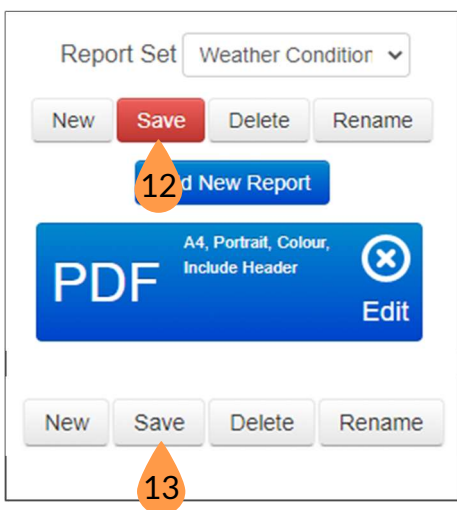 Report Set Weather Condition
New Save Delete Rename
12 d New Report
PDF A4, Portrait, Colour,
Include Header
Edit
New Save Delete Rename
13